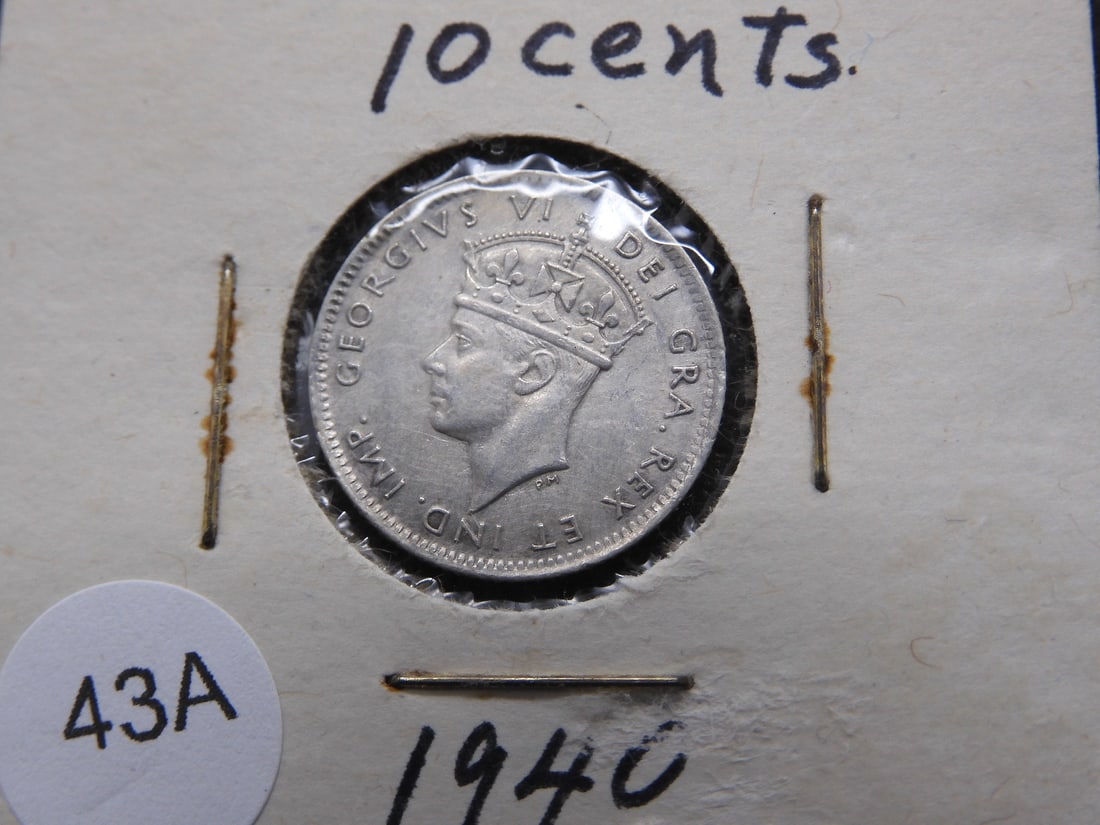 10 cents.
GEORGIVS VI DEI GRA. REX ET IND. IMP.
PM
43A
1940